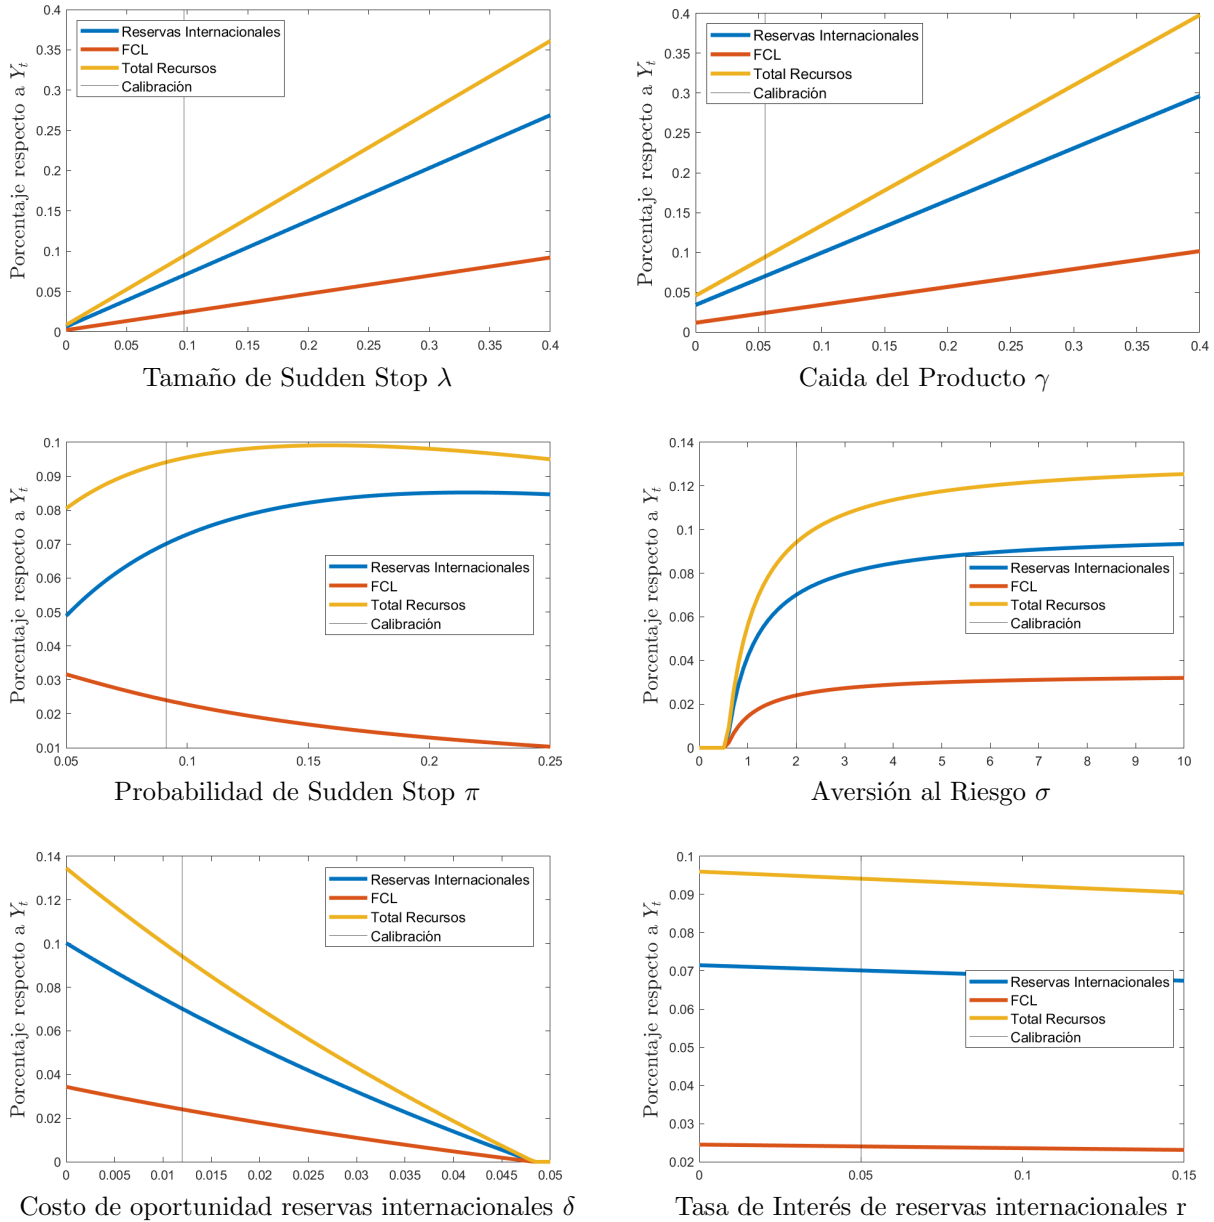 Porcentaje respecto a Y_t
0.4
0.35
0.3
0.25
0.2
0.15
0.1
0.05
0
Reservas Internacionales
FCL
Total Recursos
Calibración
0 0.05 0.1 0.15 0.2 0.25 0.3 0.35 0.4
Tamaño de Sudden Stop λ
Porcentaje respecto a Y_t
0.4
0.35
0.3
0.25
0.2
0.15
0.1
0.05
0
Reservas Internacionales
FCL
Total Recursos
Calibración
0 0.05 0.1 0.15 0.2 0.25 0.3 0.35 0.4
Caida del Producto γ
Porcentaje respecto a Y_t
0.1
0.09
0.08
0.07
0.06
0.05
0.04
0.03
0.02
0.01
Reservas Internacionales
FCL
Total Recursos
Calibración
0.05 0.1 0.15 0.2 0.25
Probabilidad de Sudden Stop π
Porcentaje respecto a Y_t
0.14
0.12
0.1
0.08
0.06
0.04
0.02
0
Reservas Internacionales
FCL
Total Recursos
Calibración
0 1 2 3 4 5 6 7 8 9 10
Aversión al Riesgo σ
Porcentaje respecto a Y_t
0.14
0.12
0.1
0.08
0.06
0.04
0.02
0
Reservas Internacionales
FCL
Total Recursos
Calibración
0 0.005 0.01 0.015 0.02 0.025 0.03 0.035 0.04 0.045 0.05
Costo de oportunidad reservas internacionales δ
Porcentaje respecto a Y_t
0.1
0.09
0.08
0.07
0.06
0.05
0.04
0.03
0.02
Reservas Internacionales
FCL
Total Recursos
Calibración
0 0.05 0.1 0.15
Tasa de Interés de reservas internacionales r